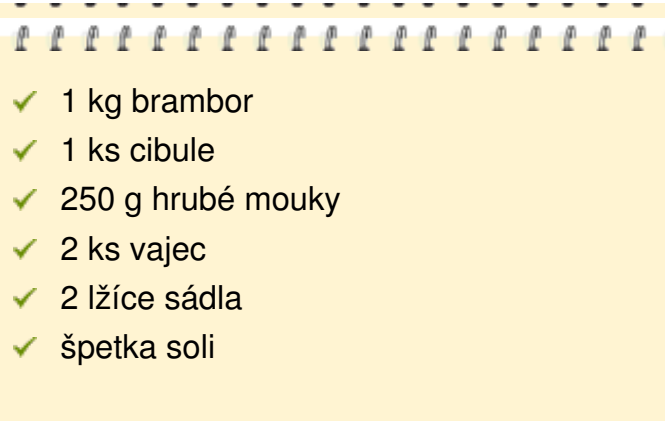 1 kg brambor
1 ks cibule
250 g hrubé mouky
2 ks vajec
2 lžíce sádla
špetka soli